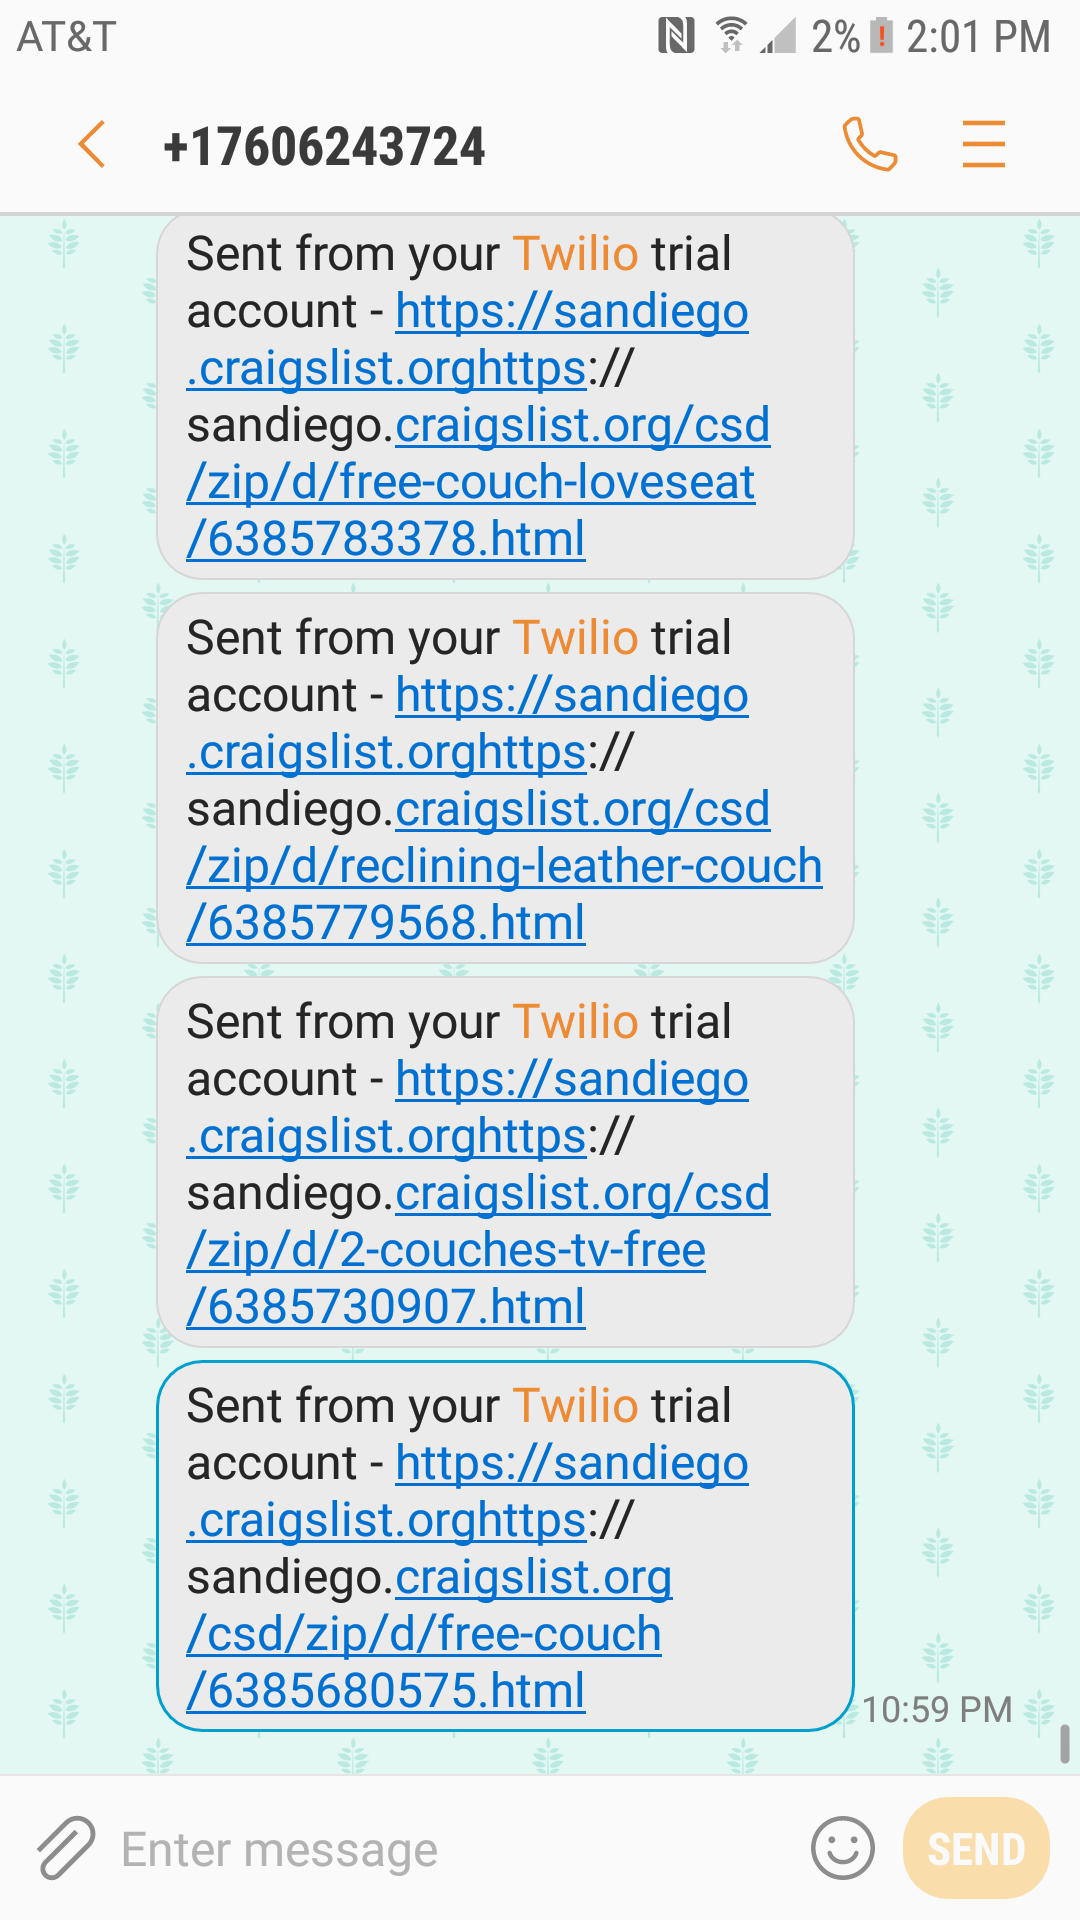 AT&T 2% 2:01 PM
+17606243724
Sent from your Twilio trial
account - https://sandiego
.craigslist.orghttps://
sandiego.craigslist.org/csd
/zip/d/free-couch-loveseat
/6385783378.html
Sent from your Twilio trial
account - https://sandiego
.craigslist.orghttps://
sandiego.craigslist.org/csd
/zip/d/reclining-leather-couch
/6385779568.html
Sent from your Twilio trial
account - https://sandiego
.craigslist.orghttps://
sandiego.craigslist.org/csd
/zip/d/2-couches-tv-free
/6385730907.html
Sent from your Twilio trial
account - https://sandiego
.craigslist.orghttps://
sandiego.craigslist.org
/csd/zip/d/free-couch
/6385680575.html
10:59 PM
Enter message SEND